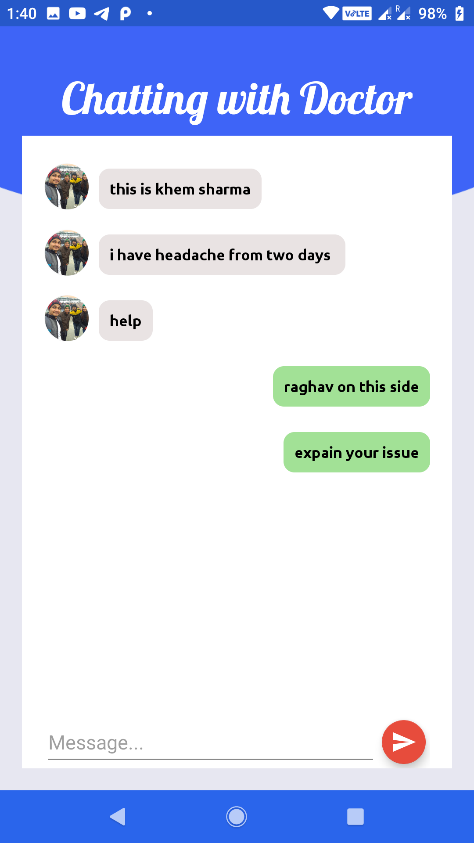 1:40 VoLTE R 98%
Chatting with Doctor
this is khem sharma
i have headache from two days
help
raghav on this side
expain your issue
Message...